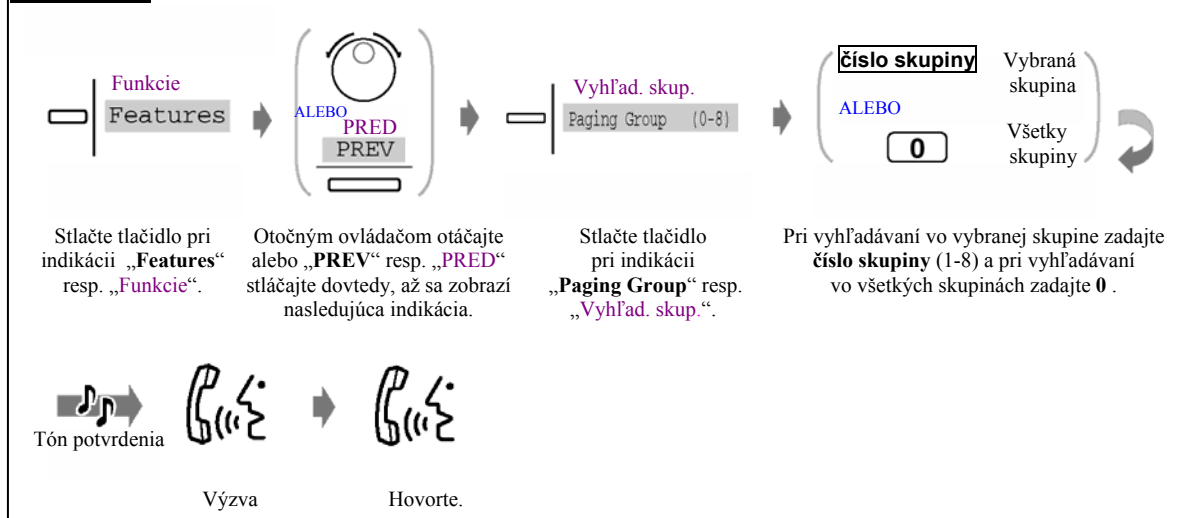 Funkcie
Features
ALEBO
PRED
PREV
Vyhľad. skup.
Paging Group (0-8)
číslo skupiny
Vybraná
skupina
ALEBO
0
Všetky
skupiny
Stlačte tlačidlo pri
indikácii „Features“
resp. „Funkcie“.
Otočným ovládačom otáčajte
alebo „PREV“ resp. „PRED“
stláčajte dovtedy, až sa zobrazí
nasledujúca indikácia.
Stlačte tlačidlo
pri indikácii
„Paging Group“ resp.
„Vyhľad. skup.“.
Pri vyhľadávaní vo vybranej skupine zadajte
číslo skupiny (1-8) a pri vyhľadávaní
vo všetkých skupinách zadajte 0 .
Tón potvrdenia
Výzva
Hovorte.